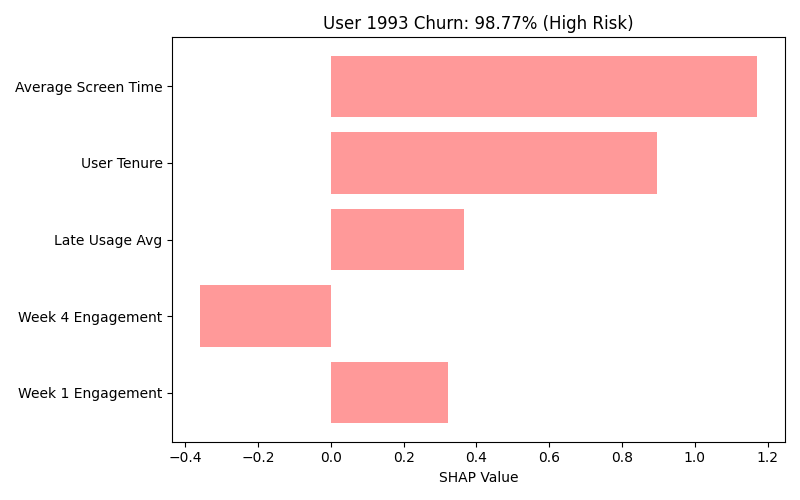 User 1993 Churn: 98.77% (High Risk)
Average Screen Time
User Tenure
Late Usage Avg
Week 4 Engagement
Week 1 Engagement
−0.4 −0.2 0.0 0.2 0.4 0.6 0.8 1.0 1.2
SHAP Value